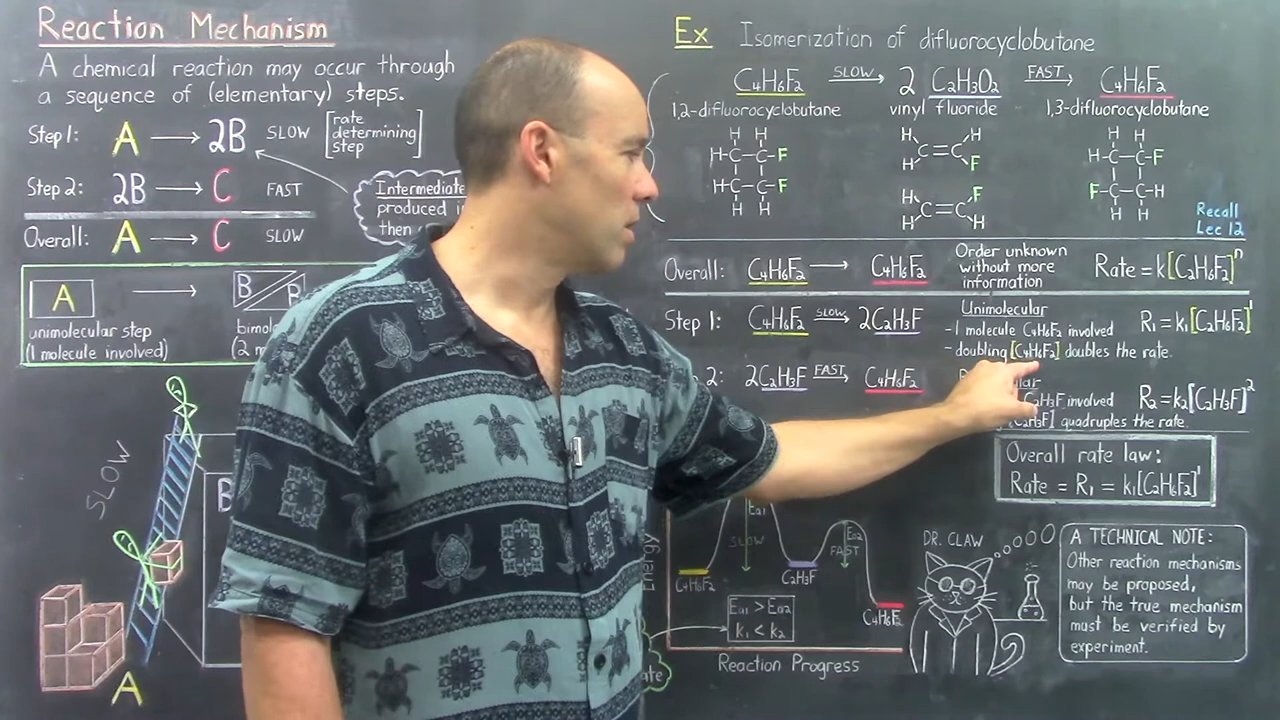 Reaction Mechanism
A chemical reaction may occur through
a sequence of (elementary) steps.
Step 1: A → 2B SLOW [rate
determining
step]
Step 2: 2B → C FAST
Overall: A → C SLOW
Intermediate
produced i
then
A → B
unimolecular step
(1 molecule involved)
bimol
(2 m
SLOW
A
B
Ex Isomerization of difluorocyclobutane
C4H6F2 SLOW → 2 C2H3O2 FAST → C4H6F2
1,2-difluorocyclobutane vinyl fluoride 1,3-difluorocyclobutane
H H
H-C-C-F
H-C-C-F
H H
H H
C=C
H F
H F
C=C
H H
H H
H-C-C-F
F-C-C-H
H H
Recall
Lec 12
Overall: C4H6F2 → C4H6F2
Order unknown
without more
information
Rate = k[C2H6F2]^n
Step 1: C4H6F2 SLOW → 2C2H3F
Unimolecular
-1 molecule C4H6F2 involved
-doubling [C4H6F2] doubles the rate.
R1 = k1[C2H6F2]^1
2: 2C2H3F FAST → C4H6F2
ular
C2H3F involved
[C2H3F] quadruples the rate.
R2 = k2[C2H3F]^2
Overall rate law:
Rate = R1 = k1[C2H6F2]^1
Energy
Ea1
SLOW
C4H6F2
C2H3F
Ea2
FAST
C4H6F2
Ea1 > Ea2
k1 < k2
Reaction Progress
ate
DR. CLAW
A TECHNICAL NOTE:
Other reaction mechanisms
may be proposed,
but the true mechanism
must be verified by
experiment.